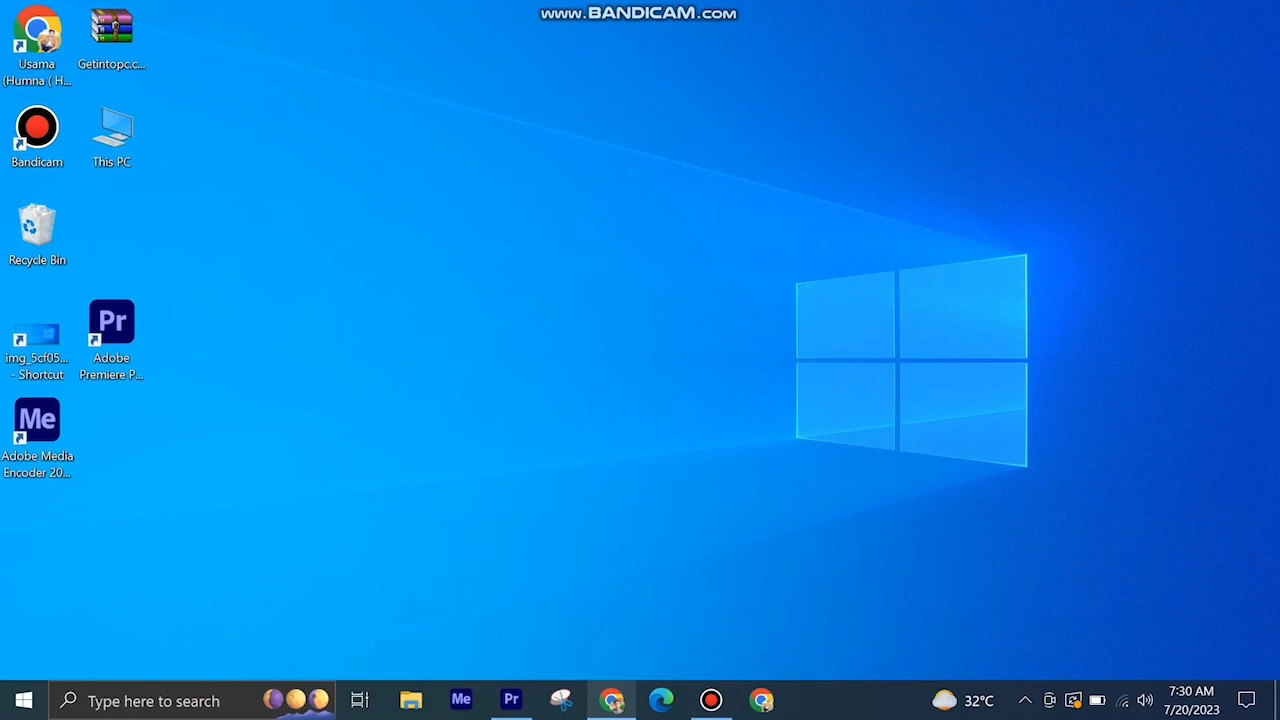 www.BANDICAM.com
Usama
(Humna ( H...
Getintopc.c...
Bandicam
This PC
Recycle Bin
img_5cf05...
- Shortcut
Pr
Adobe
Premiere P...
Me
Adobe Media
Encoder 20...
Type here to search
Me
Pr
32°C
7:30 AM
7/20/2023